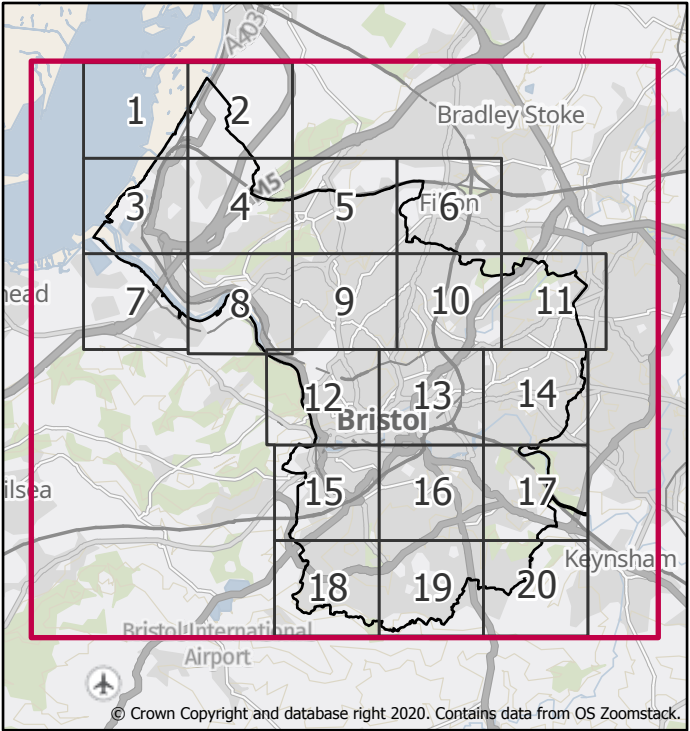 A403
1
2
Bradley Stoke
M5
3
4
5
Filton
6
head
7
8
9
10
11
12
13
14
Bristol
ilsea
15
16
17
Keynsham
18
19
20
Bristol International
Airport
© Crown Copyright and database right 2020. Contains data from OS Zoomstack.